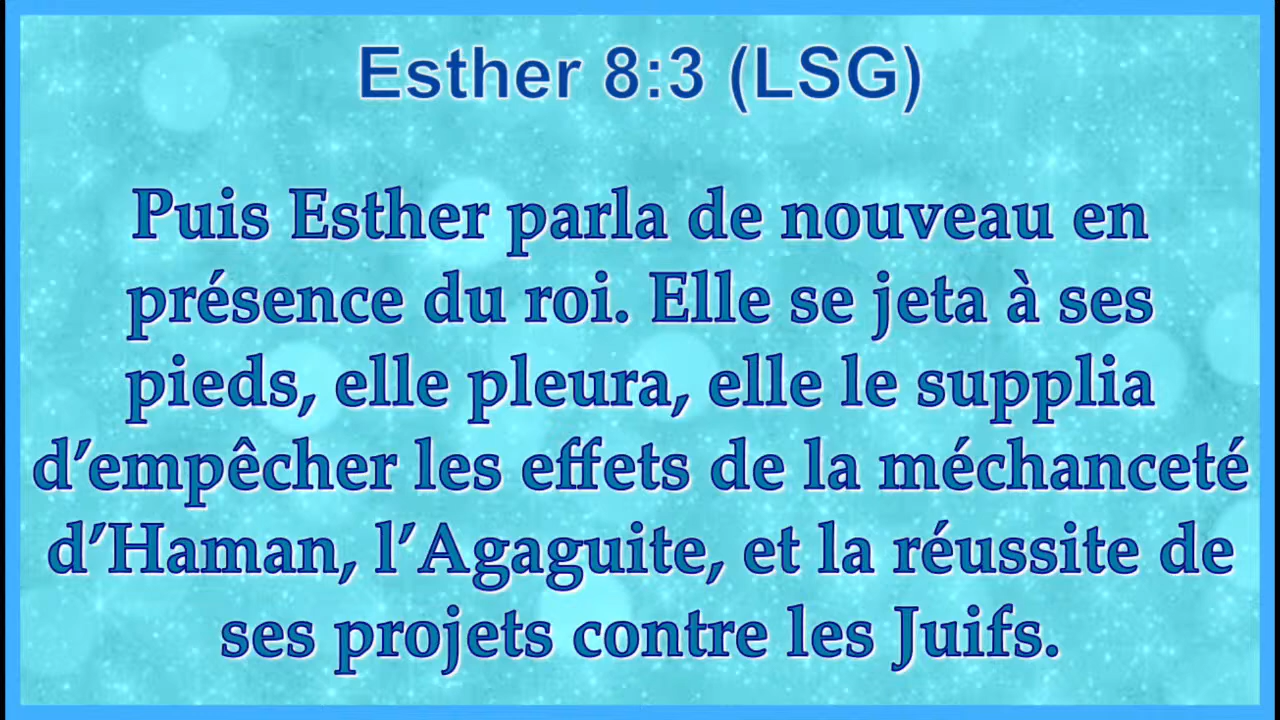 Esther 8:3 (LSG)
Puis Esther parla de nouveau en
présence du roi. Elle se jeta à ses
pieds, elle pleura, elle le supplia
d’empêcher les effets de la méchanceté
d’Haman, l’Agaguite, et la réussite de
ses projets contre les Juifs.